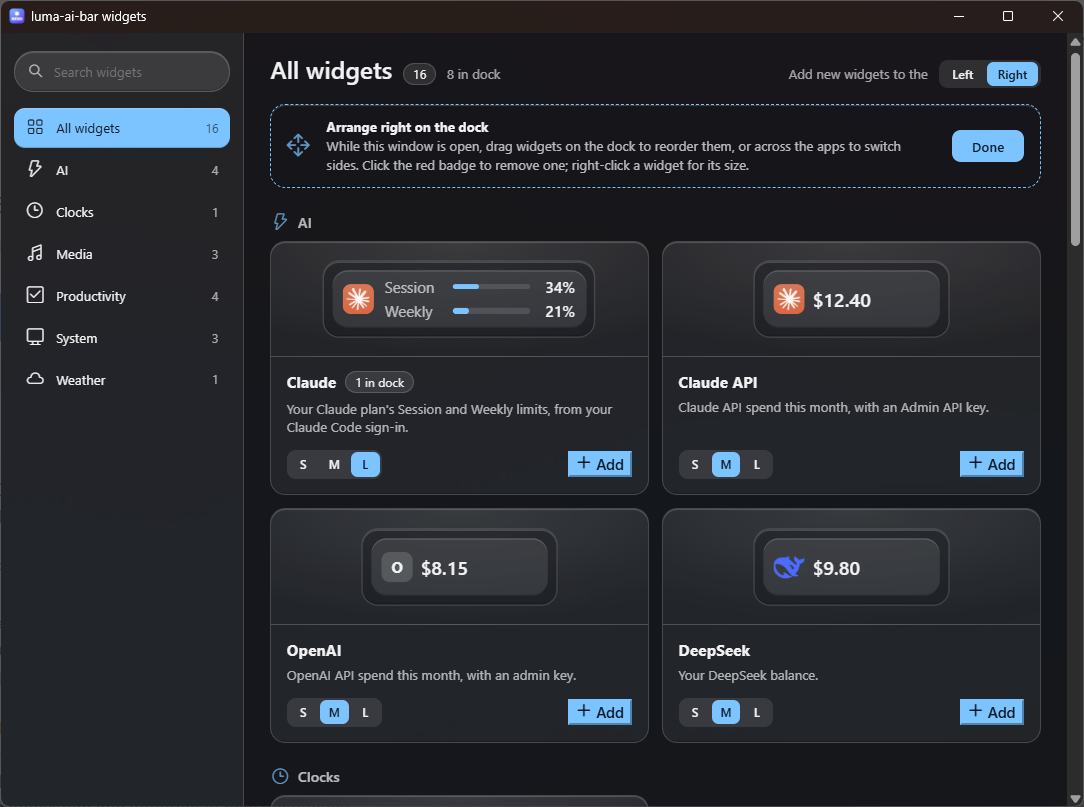 luma-ai-bar widgets
Search widgets
All widgets 16
AI 4
Clocks 1
Media 3
Productivity 4
System 3
Weather 1
All widgets 16 8 in dock
Add new widgets to the Left Right
Arrange right on the dock
While this window is open, drag widgets on the dock to reorder them, or across the apps to switch
sides. Click the red badge to remove one; right-click a widget for its size.
Done
AI
Session 34%
Weekly 21%
Claude 1 in dock
Your Claude plan's Session and Weekly limits, from your
Claude Code sign-in.
S M L + Add
$12.40
Claude API
Claude API spend this month, with an Admin API key.
S M L + Add
O $8.15
OpenAI
OpenAI API spend this month, with an admin key.
S M L + Add
$9.80
DeepSeek
Your DeepSeek balance.
S M L + Add
Clocks